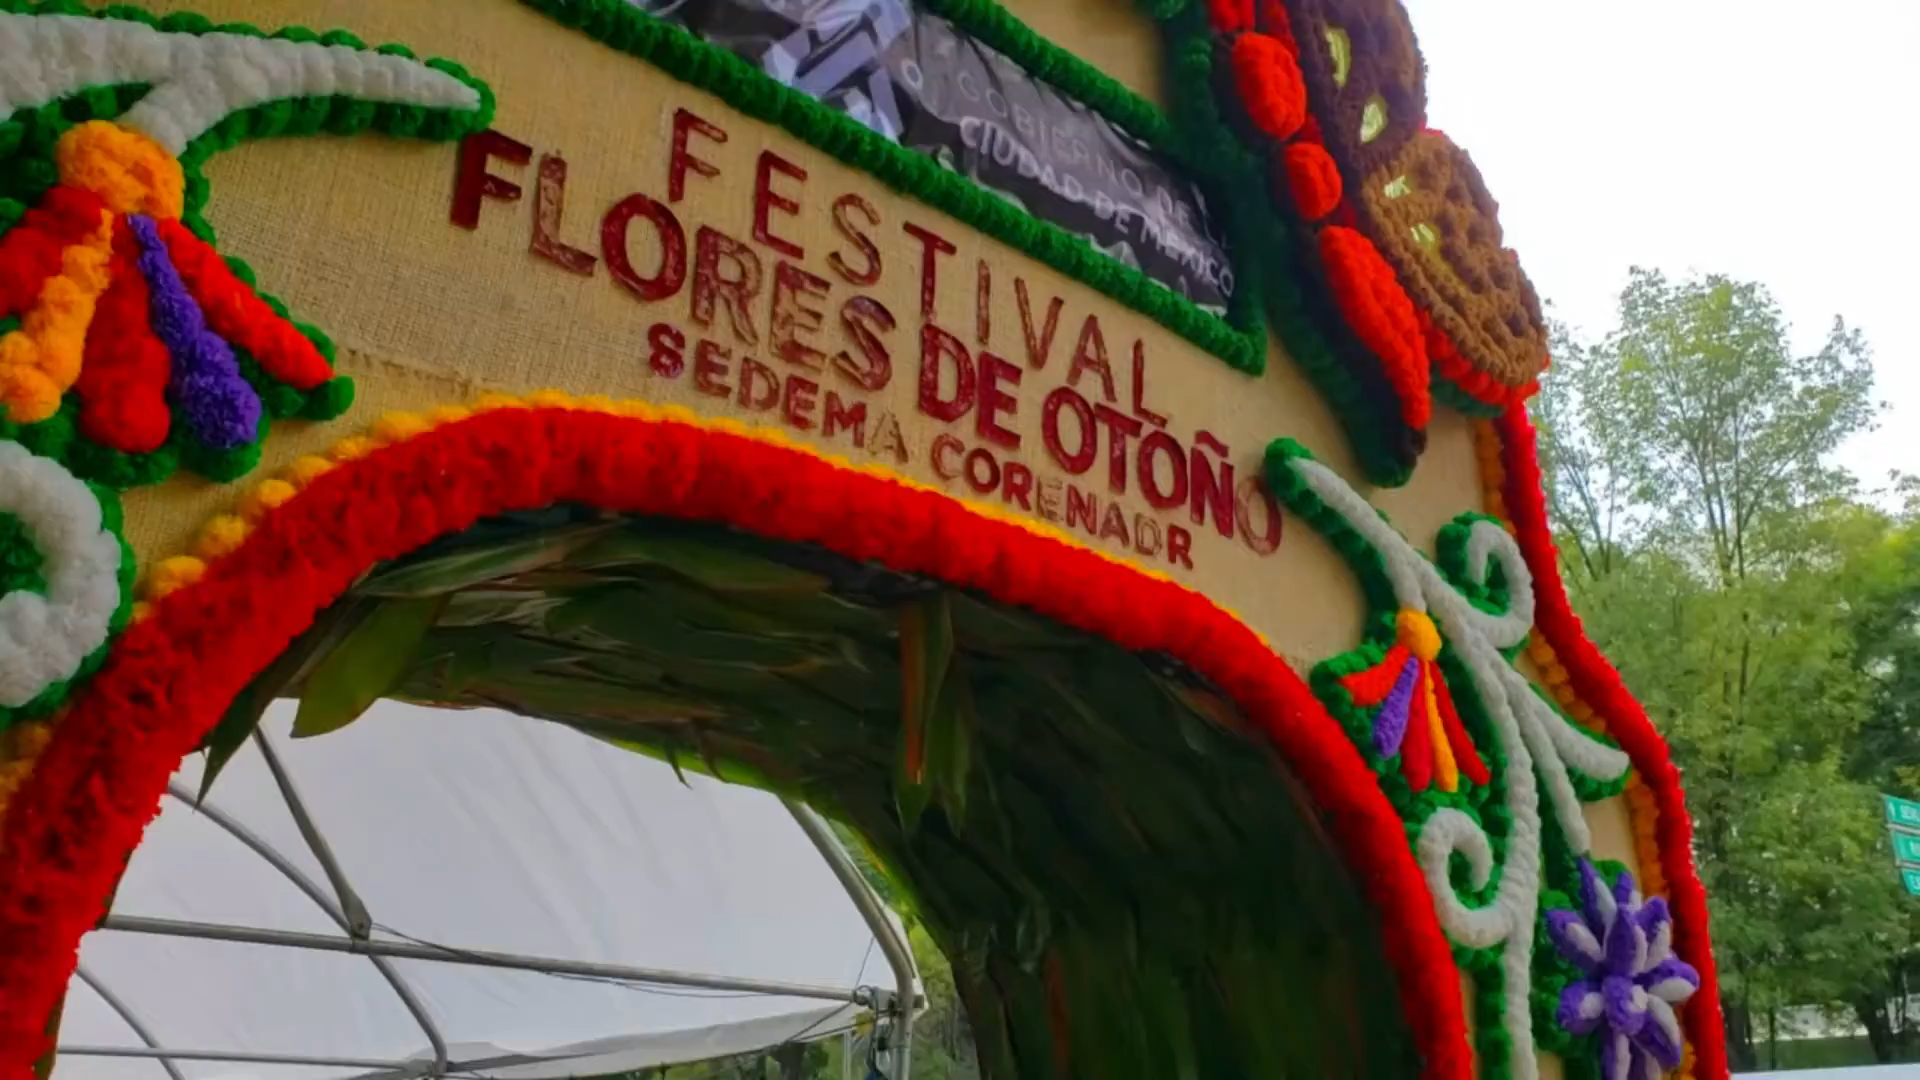 GOBIERNO DE LA
CIUDAD DE MÉXICO
FESTIVAL
FLORES DE OTOÑO
SEDEMA CORENADR